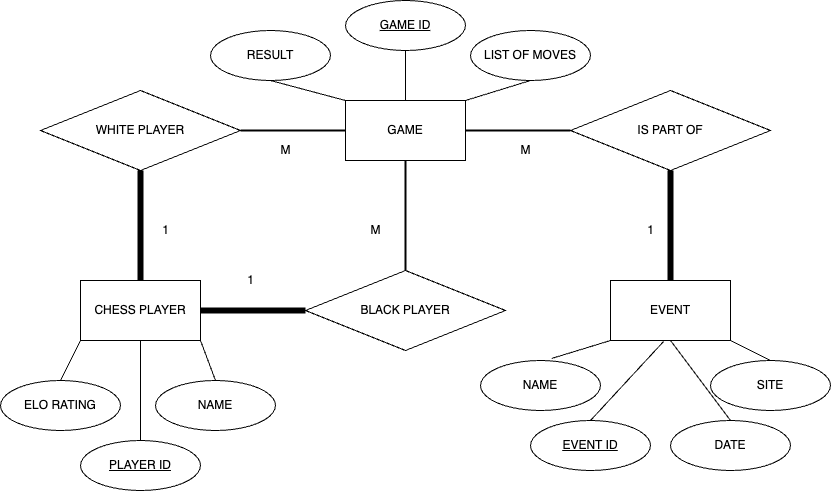 GAME ID
RESULT
LIST OF MOVES
WHITE PLAYER
GAME
IS PART OF
M
M
1
M
1
1
CHESS PLAYER
BLACK PLAYER
EVENT
ELO RATING
NAME
NAME
SITE
PLAYER ID
EVENT ID
DATE